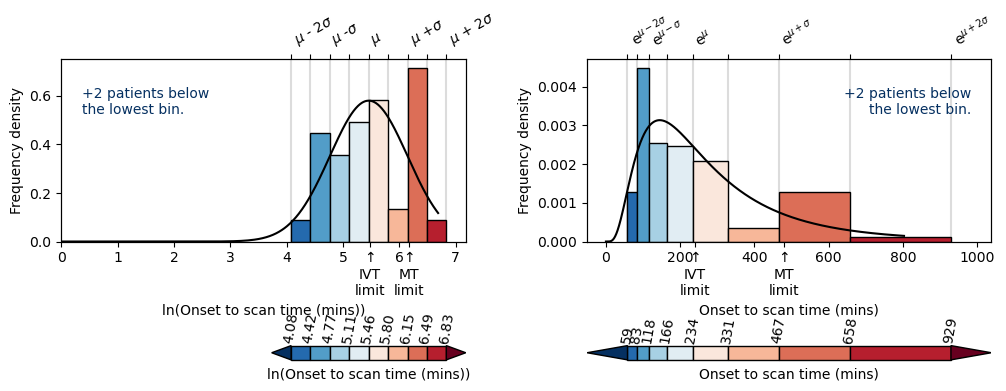 μ - 2σ
μ -σ
μ
μ +σ
μ + 2σ
+2 patients below
the lowest bin.
Frequency density
0.6
0.4
0.2
0.0
0 1 2 3 4 5 6 7
↑ ↑
IVT MT
limit limit
ln(Onset to scan time (mins))
4.08 4.42 4.77 5.11 5.46 5.80 6.15 6.49 6.83
ln(Onset to scan time (mins))
e^{μ−2σ}
e^{μ−σ}
e^{μ}
e^{μ+σ}
e^{μ+2σ}
+2 patients below
the lowest bin.
Frequency density
0.004
0.003
0.002
0.001
0.000
0 200 400 600 800 1000
↑ ↑
IVT MT
limit limit
Onset to scan time (mins)
59 83 118 166 234 331 467 658 929
Onset to scan time (mins)